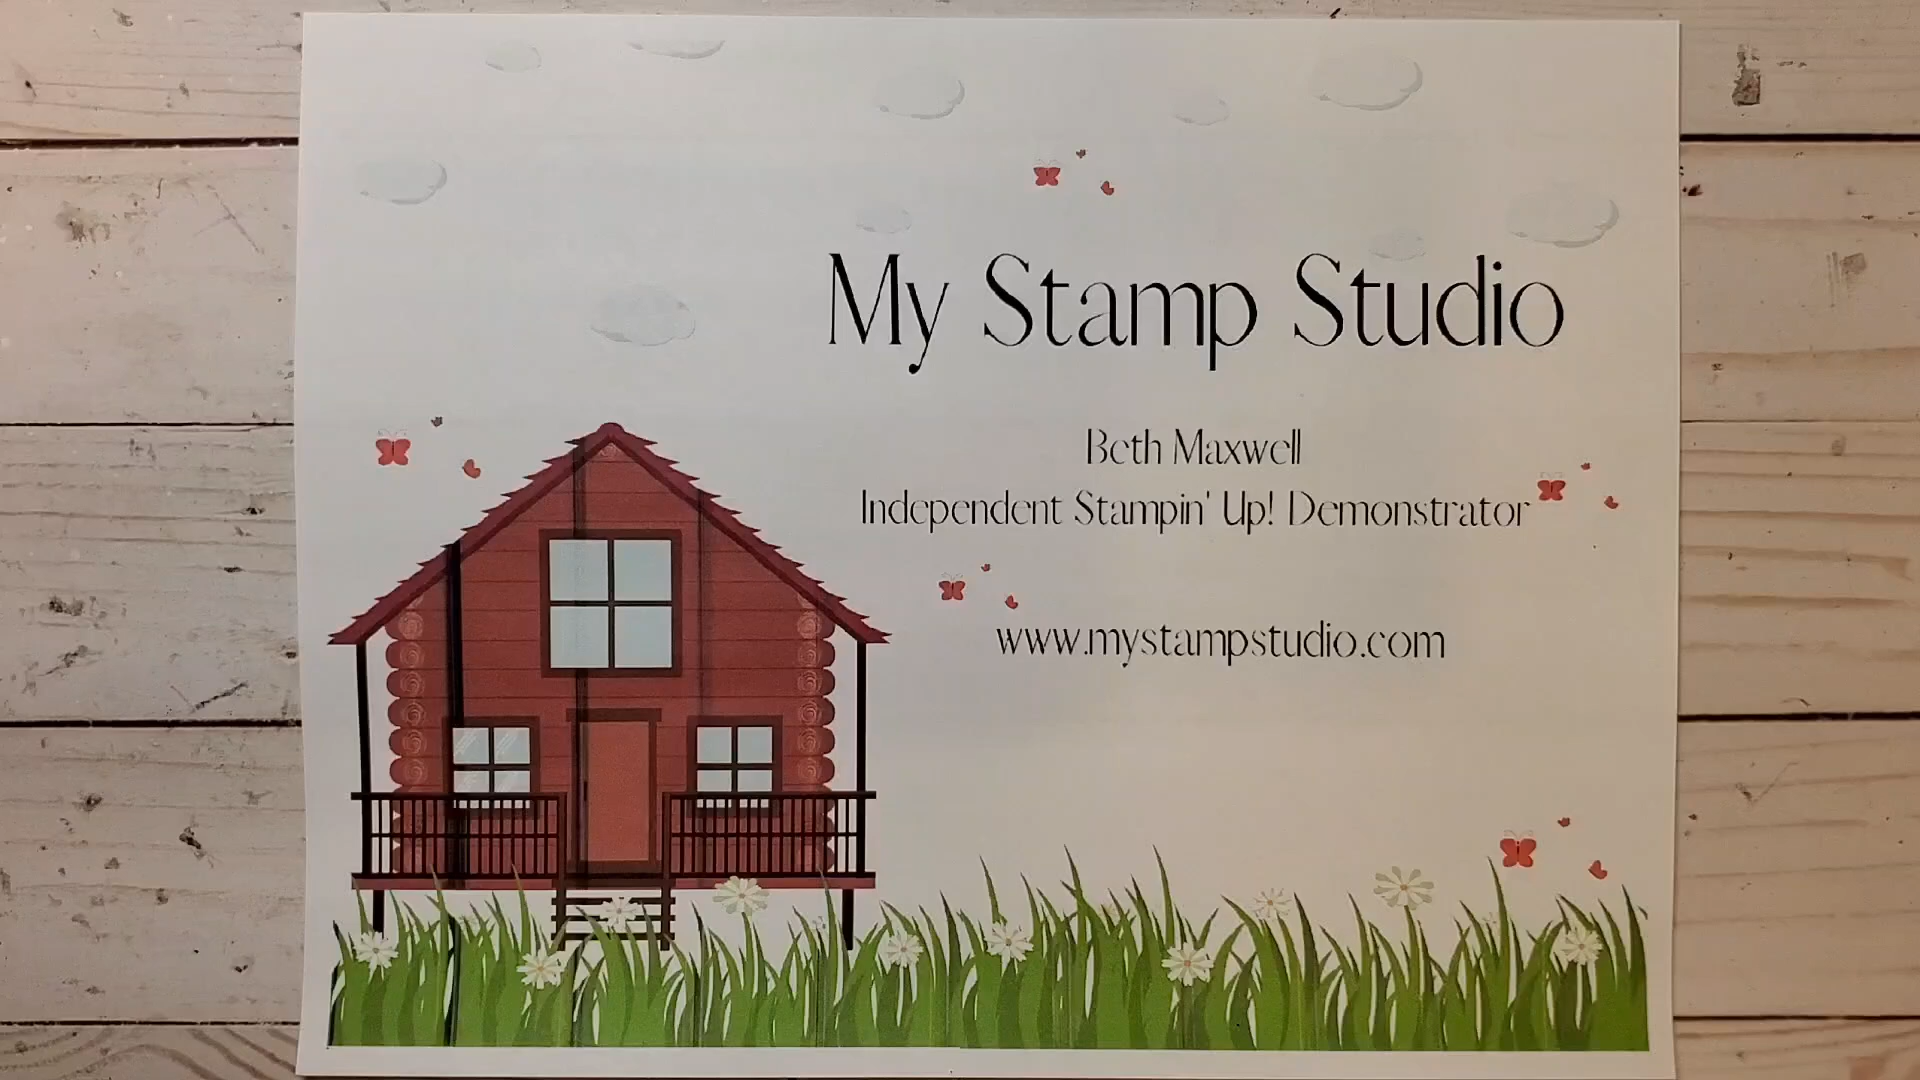 My Stamp Studio
Beth Maxwell
Independent Stampin' Up! Demonstrator
www.mystampstudio.com